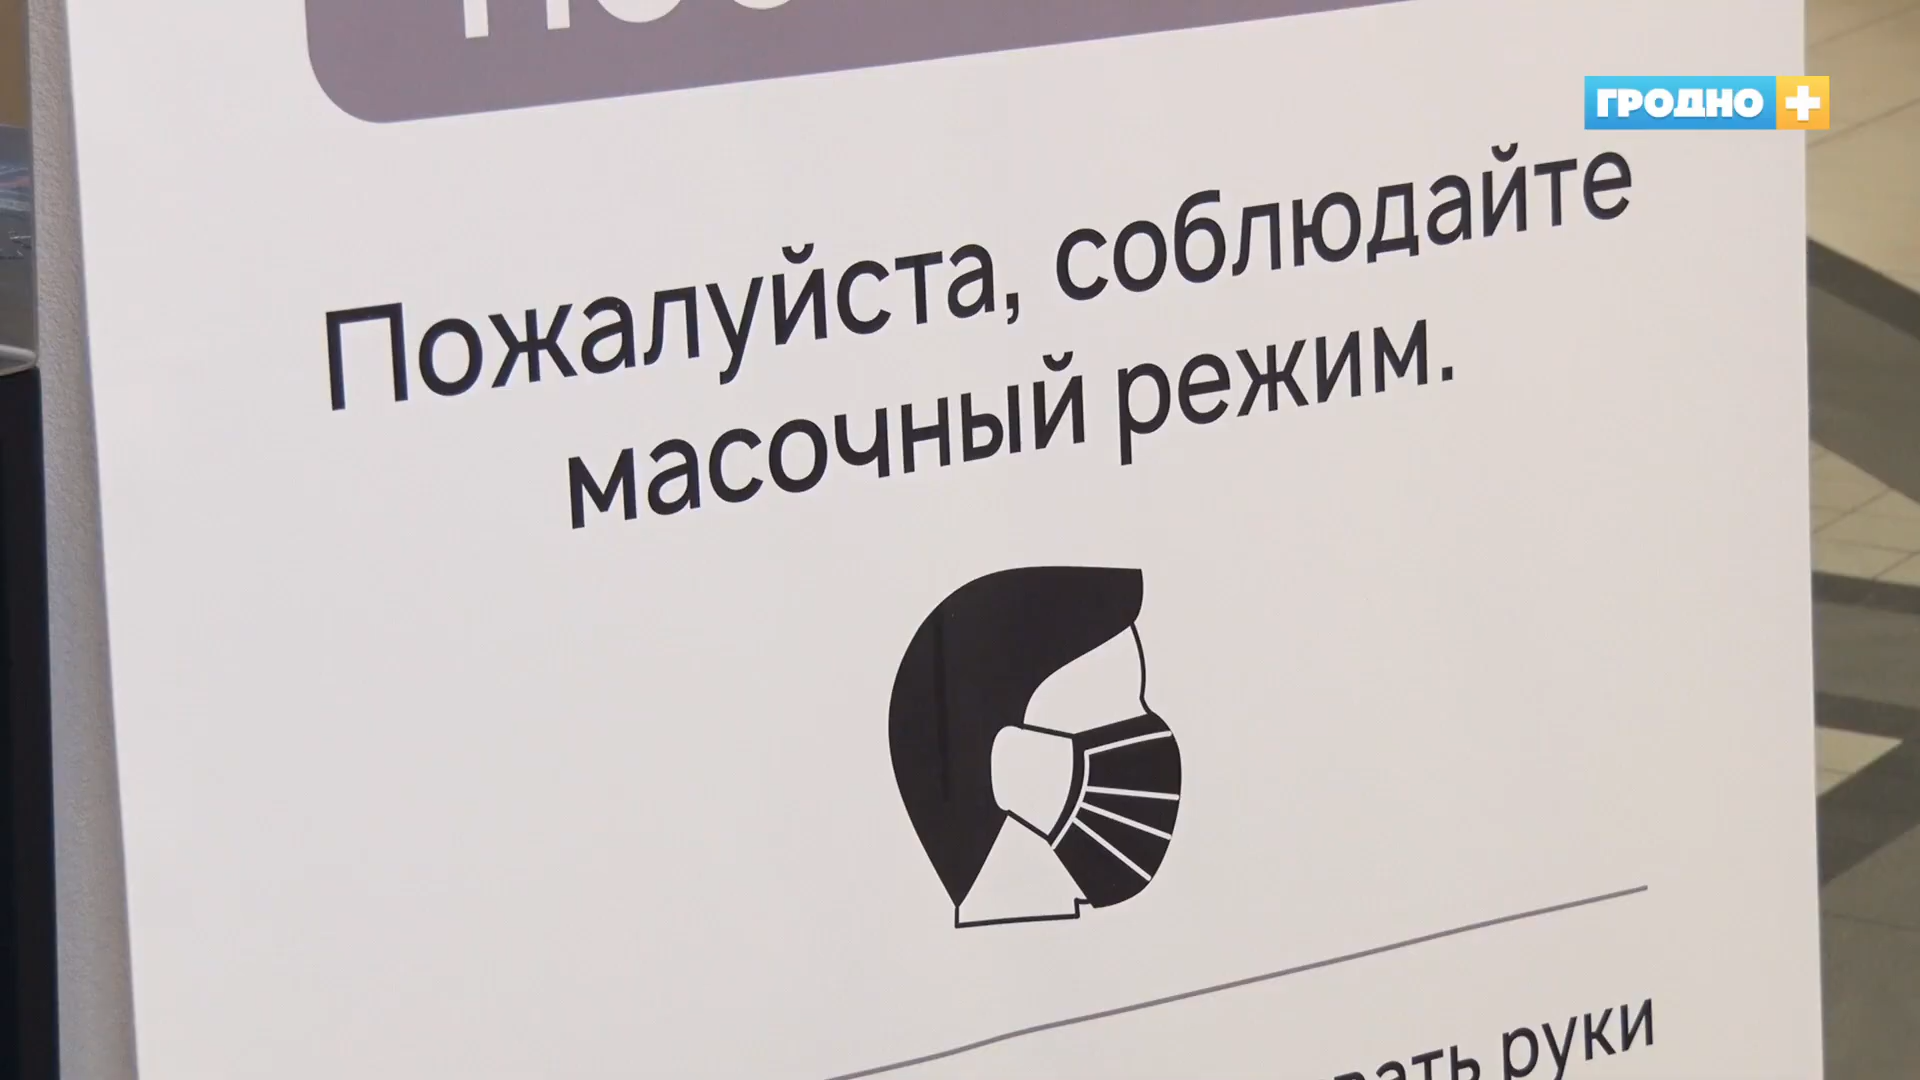 ГРОДНО +
Пожалуйста, соблюдайте
масочный режим.
руки